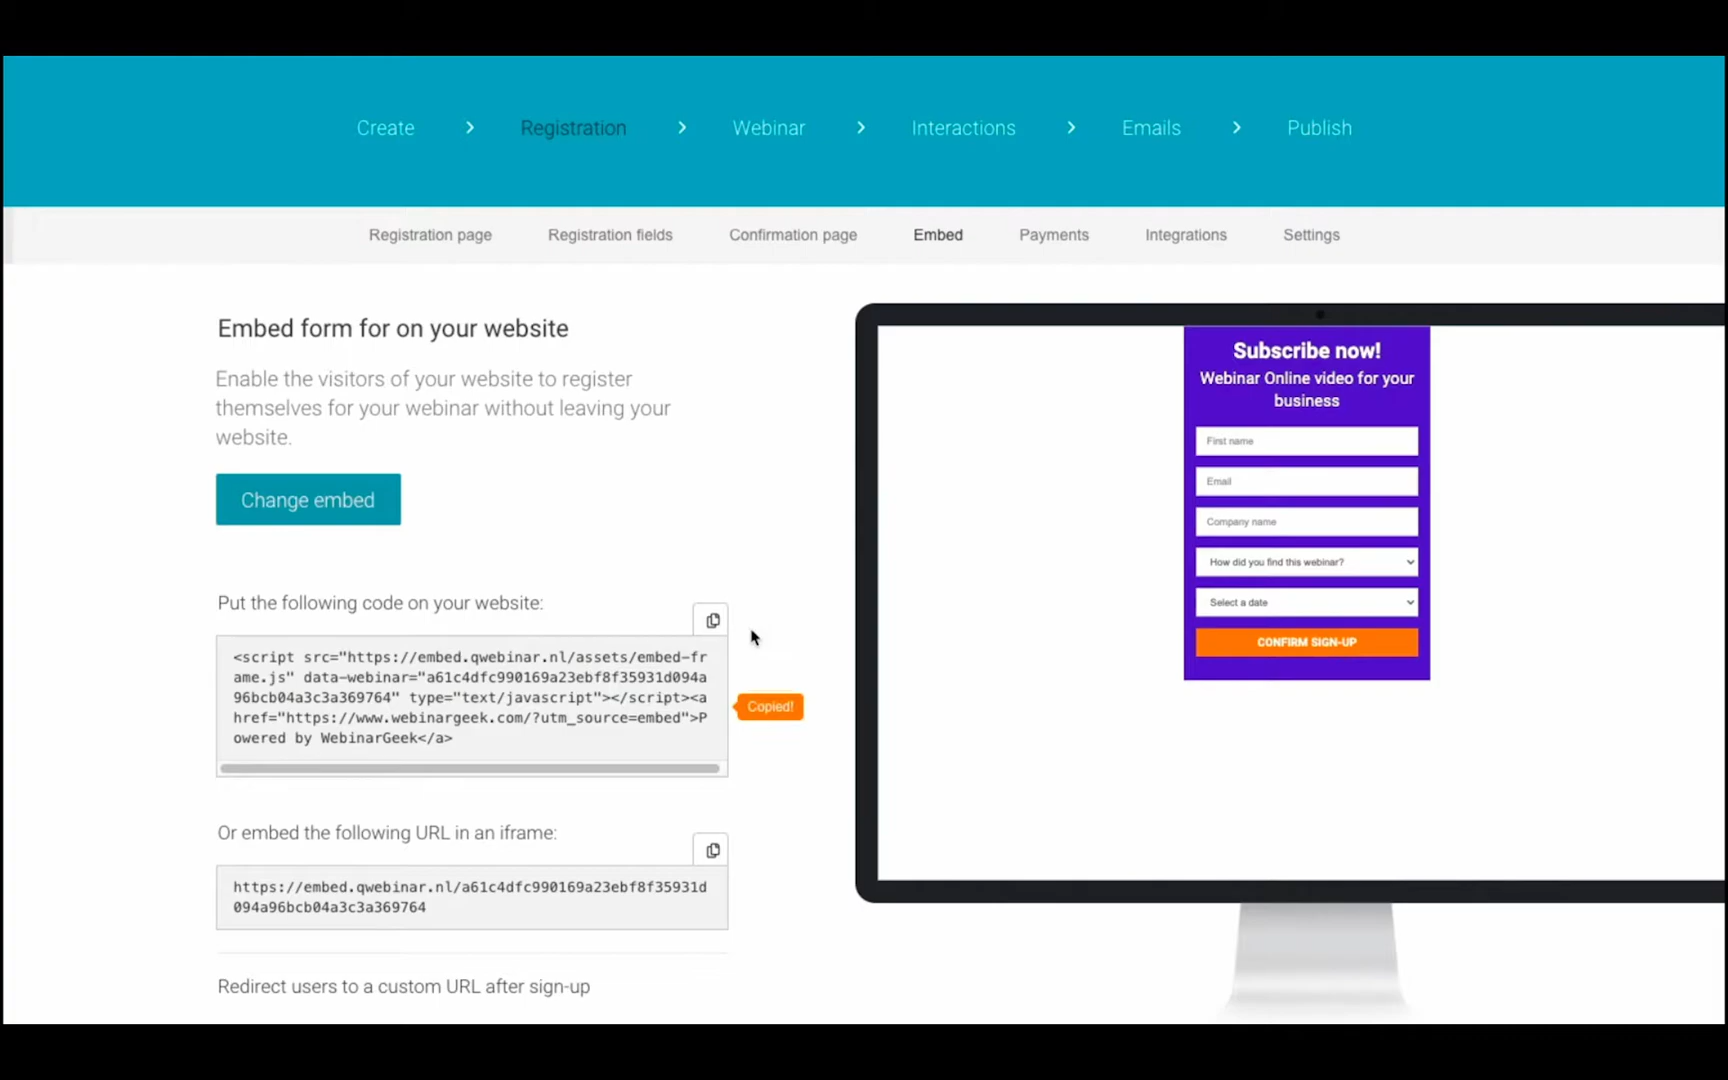 Create > Registration > Webinar > Interactions > Emails > Publish
Registration page Registration fields Confirmation page Embed Payments Integrations Settings
Embed form for on your website
Enable the visitors of your website to register
themselves for your webinar without leaving your
website.
Change embed
Put the following code on your website:
<script src="https://embed.qwebinar.nl/assets/embed-fr
ame.js" data-webinar="a61c4dfc990169a23ebf8f35931d094a
96bcb04a3c3a369764" type="text/javascript"></script><a
href="https://www.webinargeek.com/?utm_source=embed">P
owered by WebinarGeek</a>
Copied!
Or embed the following URL in an iframe:
https://embed.qwebinar.nl/a61c4dfc990169a23ebf8f35931d
094a96bcb04a3c3a369764
Redirect users to a custom URL after sign-up
Subscribe now!
Webinar Online video for your
business
First name
Email
Company name
How did you find this webinar?
Select a date
CONFIRM SIGN-UP